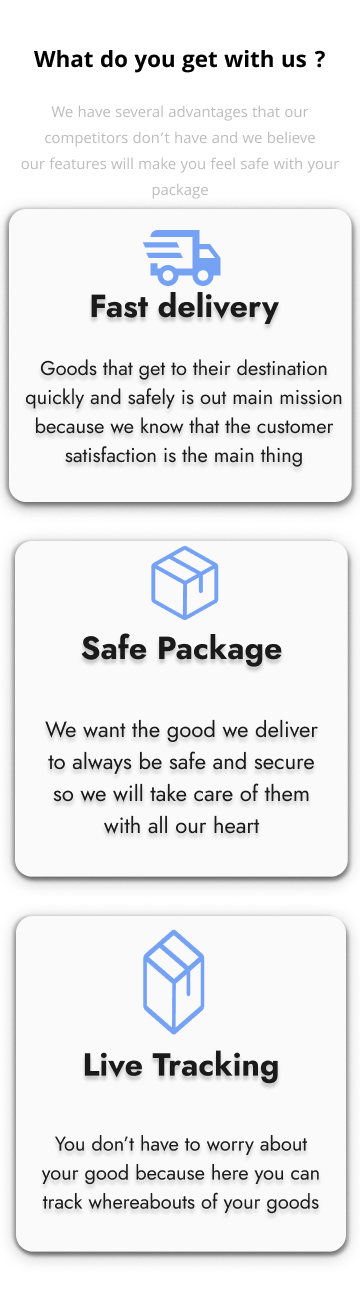 What do you get with us ?
We have several advantages that our
competitors don't have and we believe
our features will make you feel safe with your
package
Fast delivery
Goods that get to their destination
quickly and safely is out main mission
because we know that the customer
satisfaction is the main thing
Safe Package
We want the good we deliver
to always be safe and secure
so we will take care of them
with all our heart
Live Tracking
You don't have to worry about
your good because here you can
track whereabouts of your goods